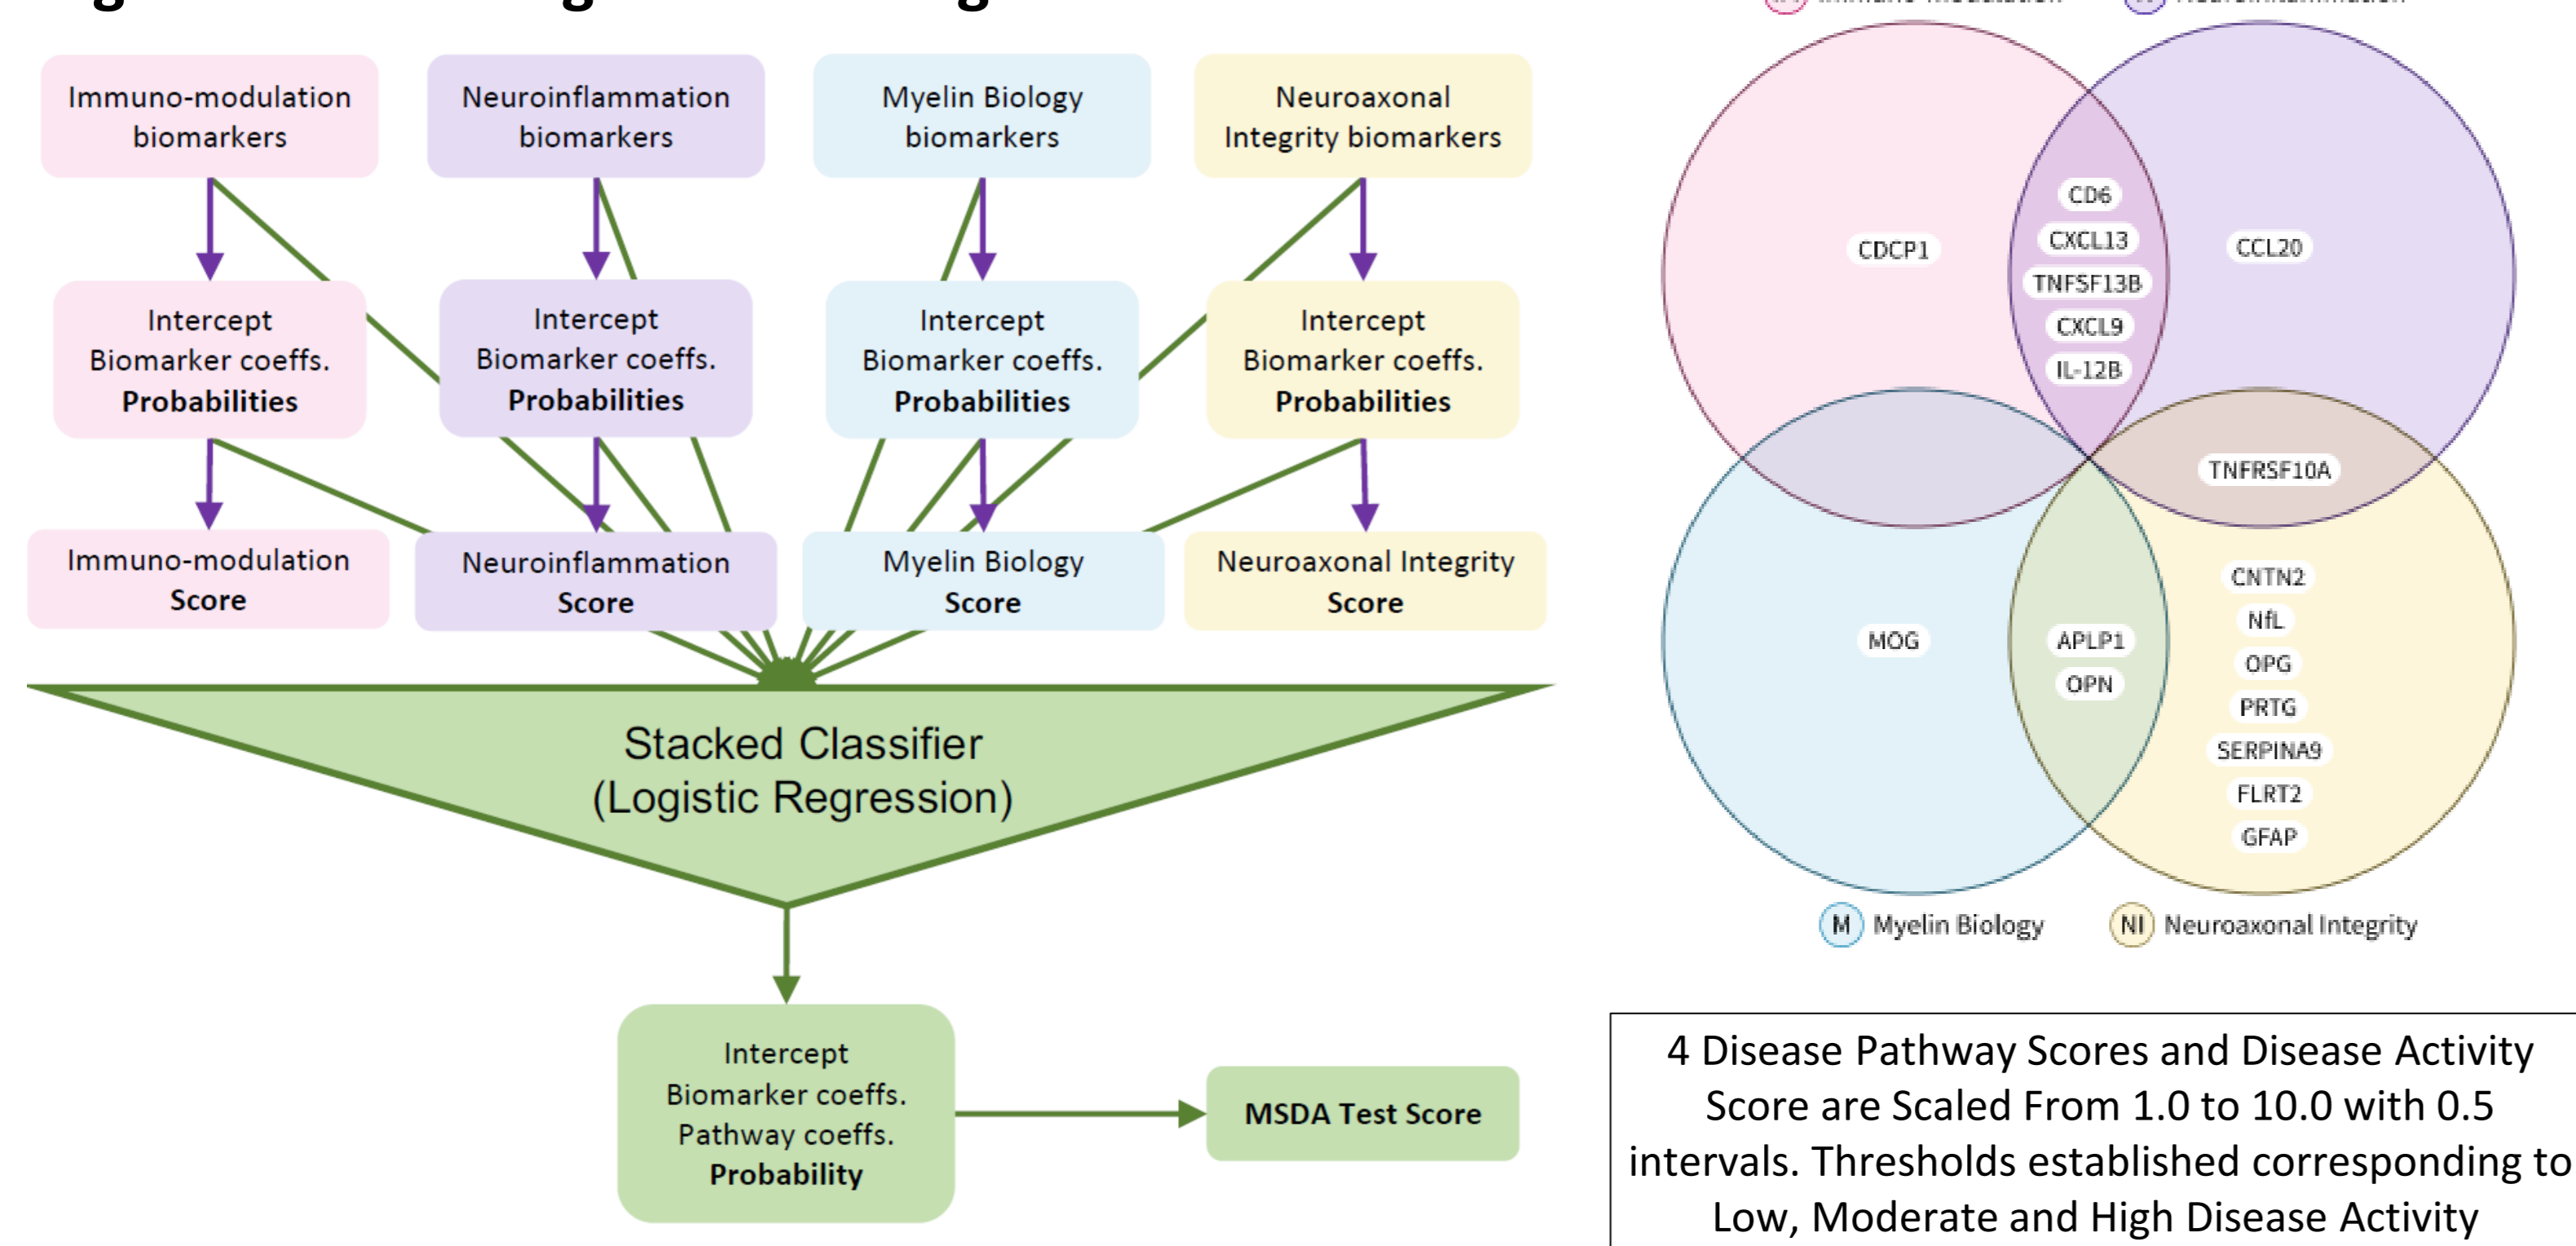 Immuno-modulation
biomarkers
Neuroinflammation
biomarkers
Myelin Biology
biomarkers
Neuroaxonal
Integrity biomarkers
Intercept
Biomarker coeffs.
Probabilities
Intercept
Biomarker coeffs.
Probabilities
Intercept
Biomarker coeffs.
Probabilities
Intercept
Biomarker coeffs.
Probabilities
Immuno-modulation
Score
Neuroinflammation
Score
Myelin Biology
Score
Neuroaxonal Integrity
Score
Stacked Classifier
(Logistic Regression)
Intercept
Biomarker coeffs.
Pathway coeffs.
Probability
MSDA Test Score
CDCP1
CD6
CXCL13
TNFSF13B
CXCL9
IL-12B
CCL20
TNFRSF10A
MOG
APLP1
OPN
CNTN2
NfL
OPG
PRTG
SERPINA9
FLRT2
GFAP
M Myelin Biology
NI Neuroaxonal Integrity
4 Disease Pathway Scores and Disease Activity
Score are Scaled From 1.0 to 10.0 with 0.5
intervals. Thresholds established corresponding to
Low, Moderate and High Disease Activity